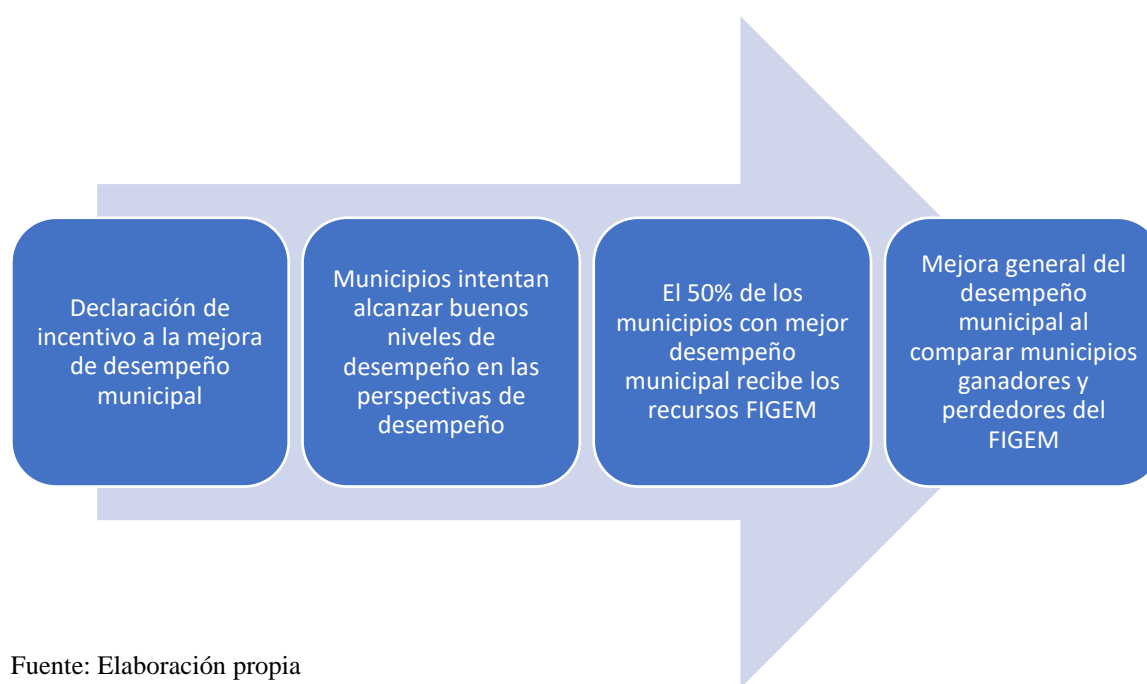 Declaración de
incentivo a la mejora
de desempeño
municipal
Municipios intentan
alcanzar buenos
niveles de
desempeño en las
perspectivas de
desempeño
El 50% de los
municipios con mejor
desempeño
municipal recibe los
recursos FIGEM
Mejora general del
desempeño
municipal al
comparar municipios
ganadores y
perdedores del
FIGEM
Fuente: Elaboración propia